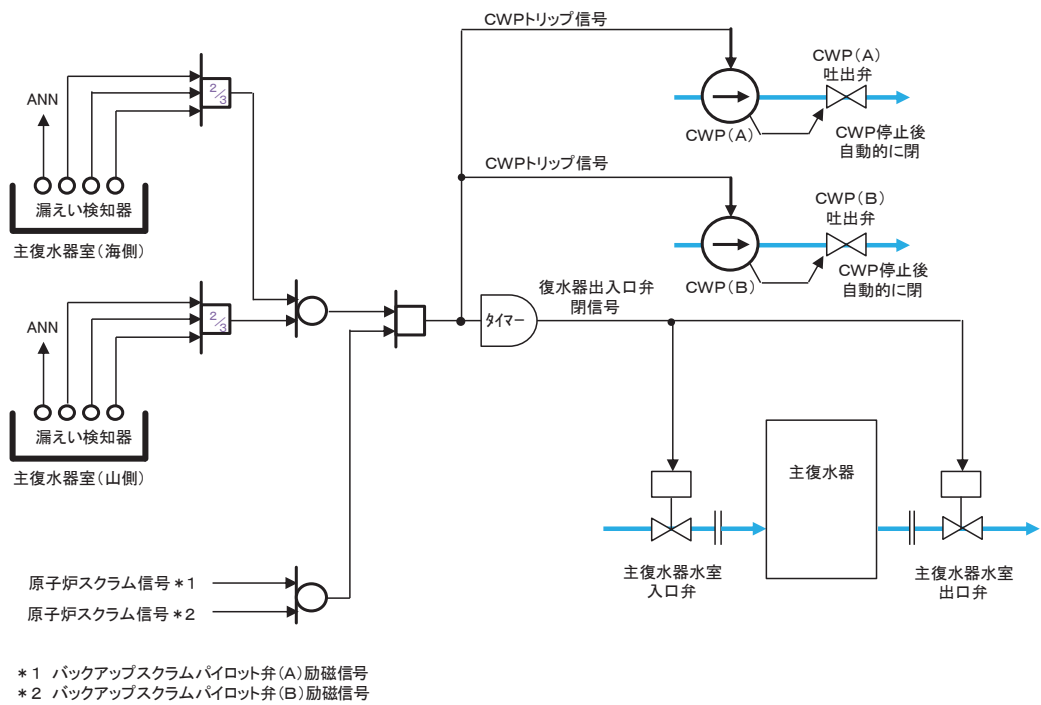 CWPトリップ信号
CWP(A)
吐出弁
ANN
2/3
CWP(A)
CWP停止後
自動的に閉
CWPトリップ信号
漏えい検知器
主復水器室(海側)
CWP(B)
吐出弁
CWP(B)
CWP停止後
自動的に閉
復水器出入口弁
閉信号
2/3
タイマー
ANN
漏えい検知器
主復水器室(山側)
主復水器
主復水器水室
入口弁
主復水器水室
出口弁
原子炉スクラム信号*1
原子炉スクラム信号*2
*1 バックアップスクラムパイロット弁(A)励磁信号
*2 バックアップスクラムパイロット弁(B)励磁信号